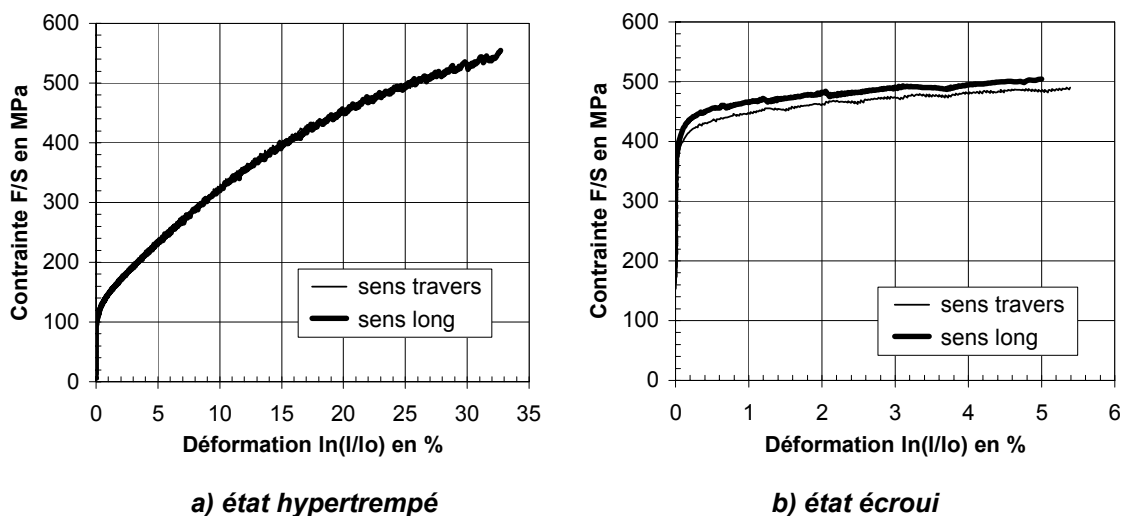 600
500
400
300
200
100
0
Contrainte F/S en MPa
sens travers
sens long
0 5 10 15 20 25 30 35
Déformation ln(l/lo) en %
a) état hypertrempé
600
500
400
300
200
100
0
Contrainte F/S en MPa
sens travers
sens long
0 1 2 3 4 5 6
Déformation ln(l/lo) en %
b) état écroui